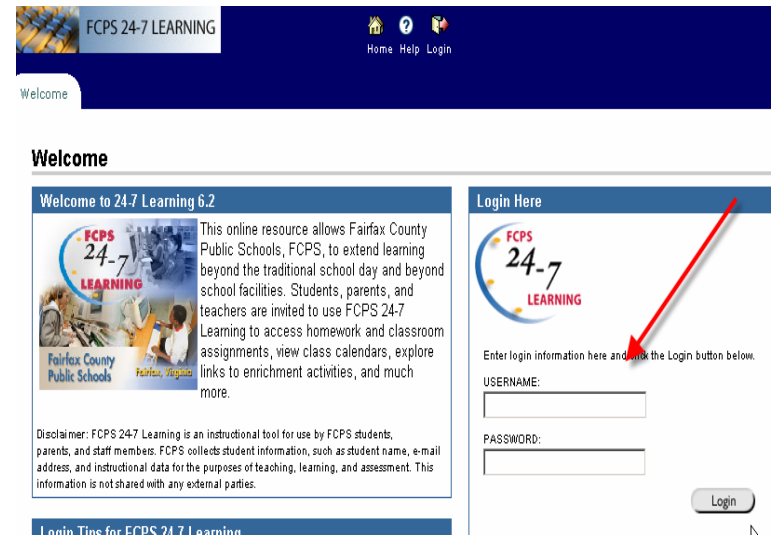 FCPS 24-7 LEARNING
Home Help Login
Welcome
Welcome
Welcome to 24-7 Learning 6.2
FCPS
24-7
LEARNING
Fairfax County
Public Schools
Fairfax, Virginia
This online resource allows Fairfax County
Public Schools, FCPS, to extend learning
beyond the traditional school day and beyond
school facilities. Students, parents, and
teachers are invited to use FCPS 24-7
Learning to access homework and classroom
assignments, view class calendars, explore
links to enrichment activities, and much
more.
Disclaimer: FCPS 24-7 Learning is an instructional tool for use by FCPS students,
parents, and staff members. FCPS collects student information, such as student name, e-mail
address, and instructional data for the purposes of teaching, learning, and assessment. This
information is not shared with any external parties.
Login Tips for FCPS 24-7 Learning
Login Here
FCPS
24-7
LEARNING
Enter login information here and click the Login button below.
USERNAME:
PASSWORD:
Login